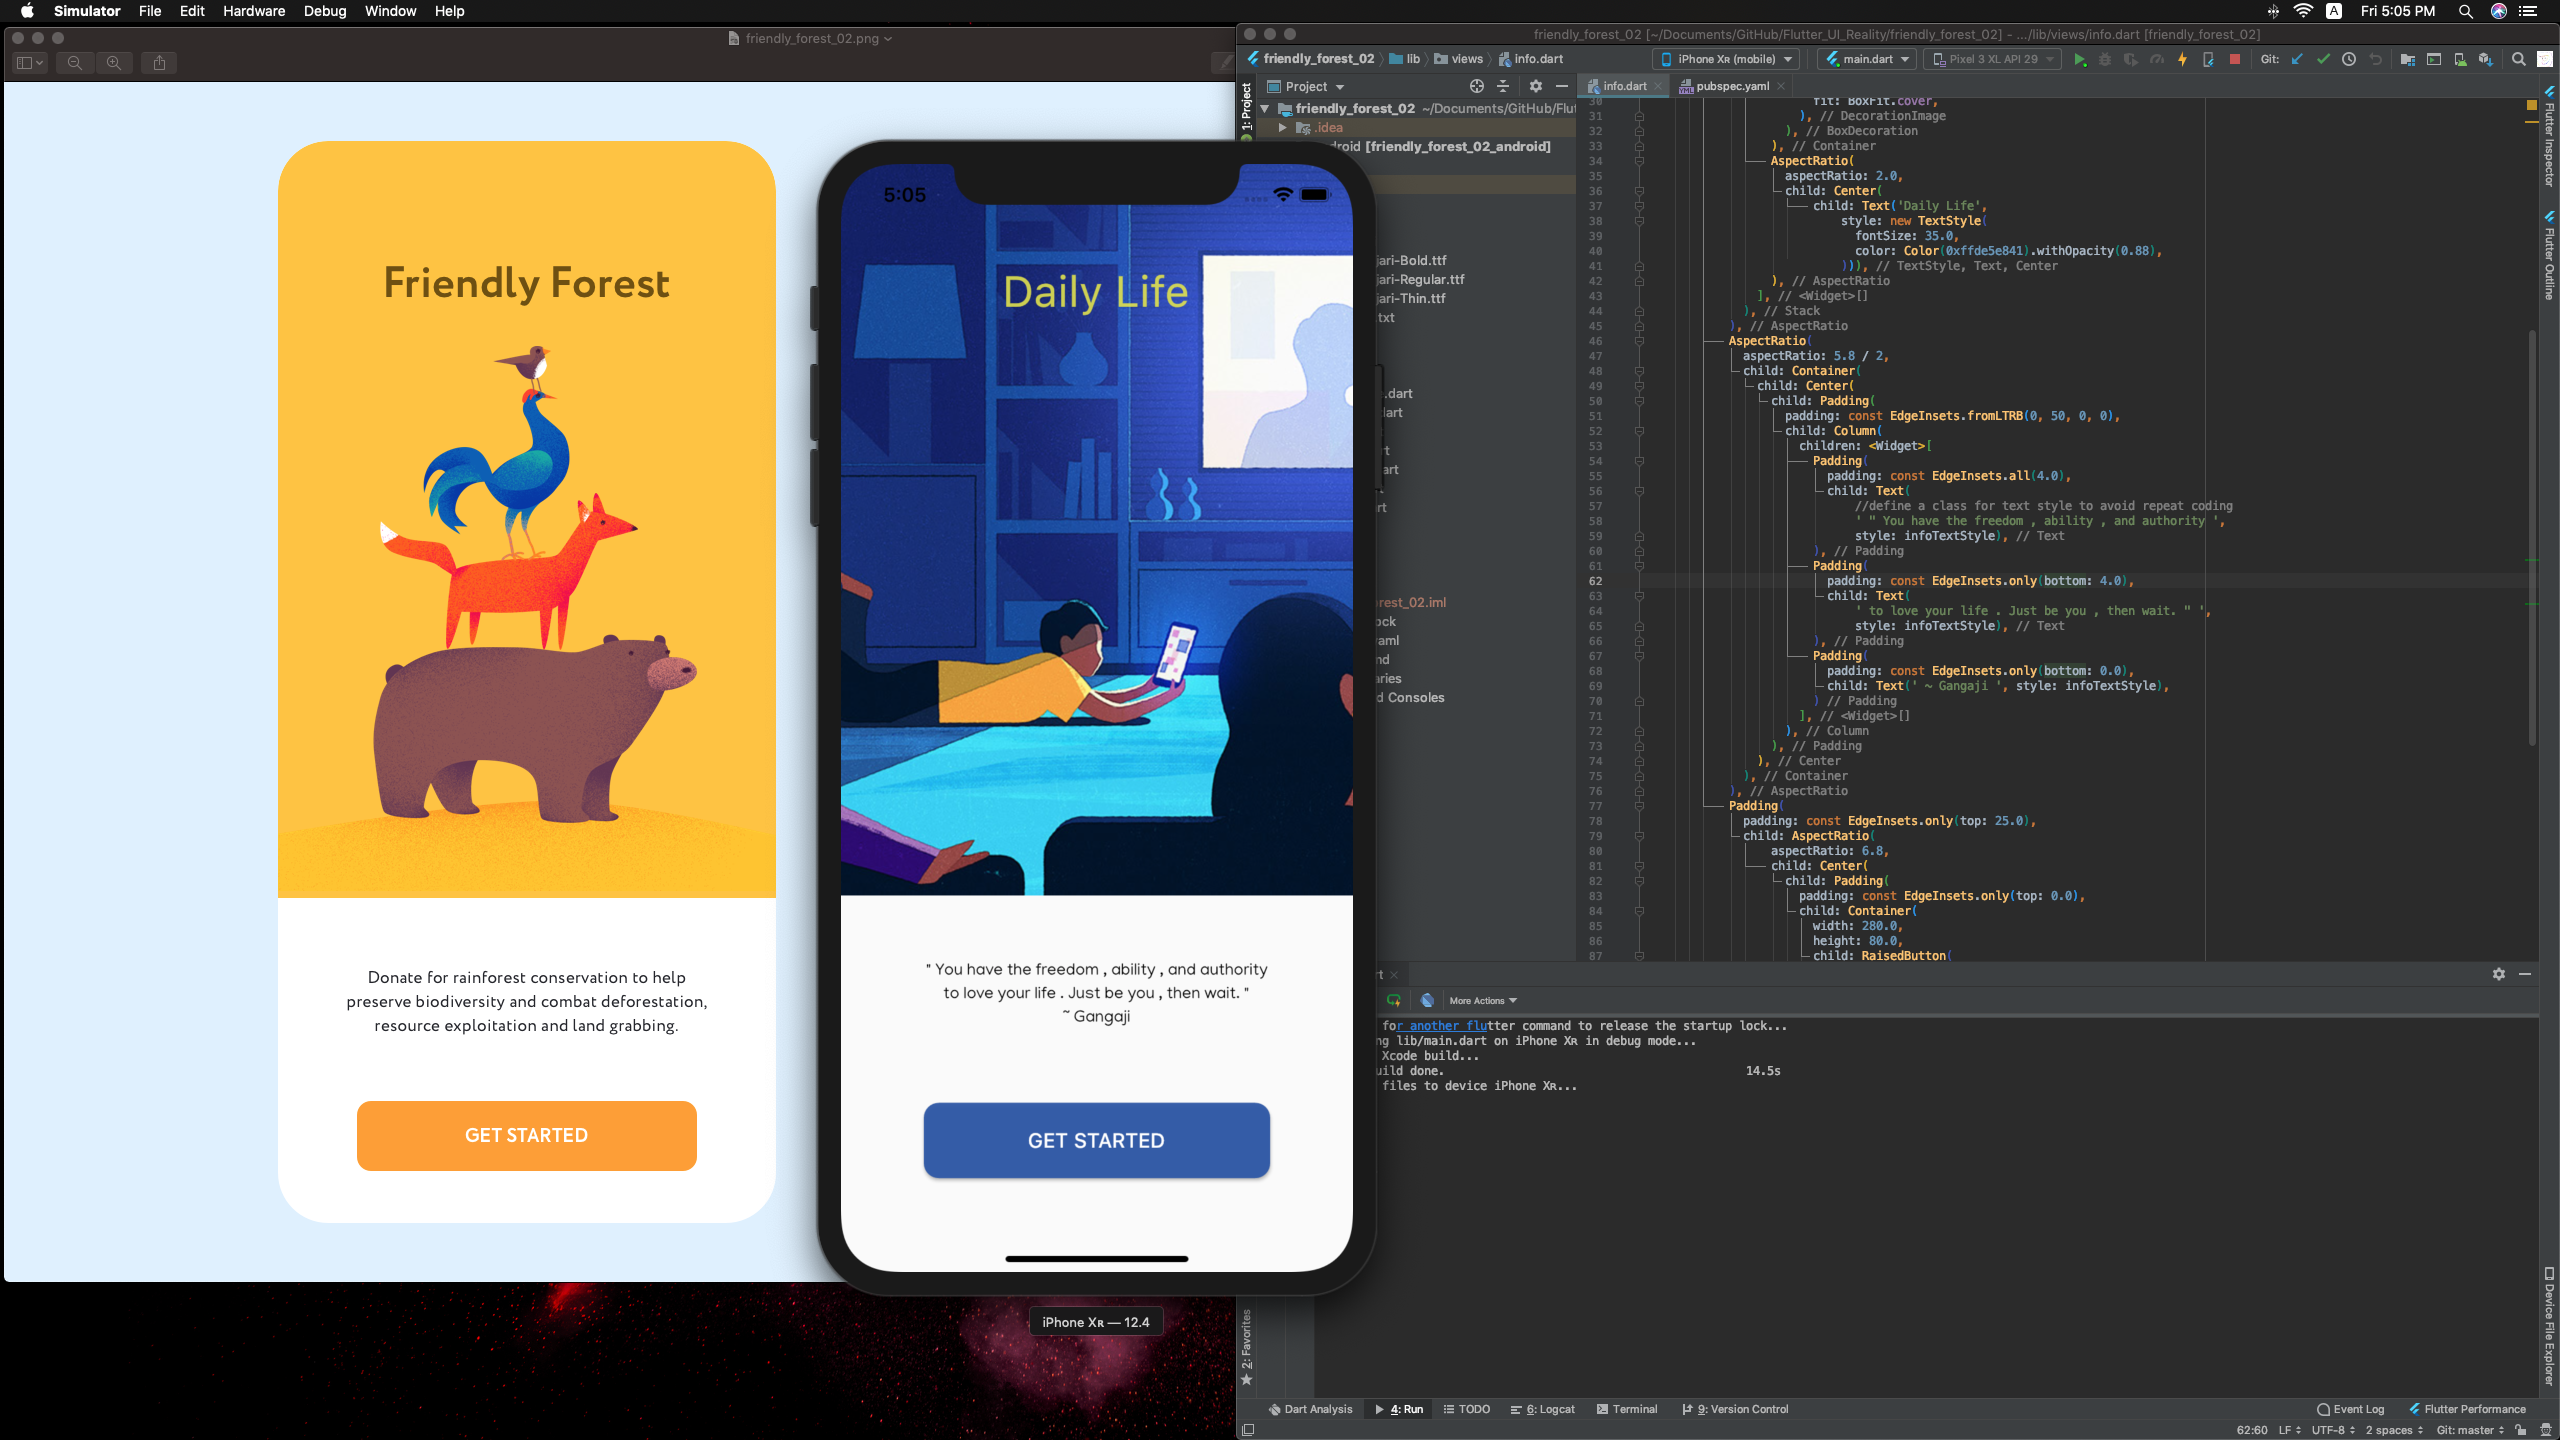 Simulator File Edit Hardware Debug Window Help
A Fri 5:05 PM
friendly_forest_02.png
Friendly Forest
Donate for rainforest conservation to help
preserve biodiversity and combat deforestation,
resource exploitation and land grabbing.
GET STARTED
5:05
Daily Life
" You have the freedom , ability , and authority
to love your life . Just be you , then wait. "
~ Gangaji
GET STARTED
iPhone Xʀ — 12.4
friendly_forest_02 [~/Documents/GitHub/Flutter_UI_Reality/friendly_forest_02] - .../lib/views/info.dart [friendly_forest_02]
friendly_forest_02 lib views info.dart
iPhone Xʀ (mobile) main.dart Pixel 3 XL API 29 Git:
1: Project
Project
info.dart pubspec.yaml
friendly_forest_02 ~/Documents/GitHub/Flut
.idea
[friendly_forest_02_android]
jari-Bold.ttf
jari-Regular.ttf
jari-Thin.ttf
txt
.dart
dart
rt
art
rt
rest_02.iml
ock
yaml
md
aries
d Consoles
30 fit: BoxFit.cover,
31 ), // DecorationImage
32 ), // BoxDecoration
33 ), // Container
34 AspectRatio(
35 aspectRatio: 2.0,
36 child: Center(
37 child: Text('Daily Life',
38 style: new TextStyle(
39 fontSize: 35.0,
40 color: Color(0xffde5e841).withOpacity(0.88),
41 ))), // TextStyle, Text, Center
42 ), // AspectRatio
43 ], // <Widget>[]
44 ), // Stack
45 ), // AspectRatio
46 AspectRatio(
47 aspectRatio: 5.8 / 2,
48 child: Container(
49 child: Center(
50 child: Padding(
51 padding: const EdgeInsets.fromLTRB(0, 50, 0, 0),
52 child: Column(
53 children: <Widget>[
54 Padding(
55 padding: const EdgeInsets.all(4.0),
56 child: Text(
57 //define a class for text style to avoid repeat coding
58 ' " You have the freedom , ability , and authority ',
59 style: infoTextStyle), // Text
60 ), // Padding
61 Padding(
62 padding: const EdgeInsets.only(bottom: 4.0),
63 child: Text(
64 ' to love your life . Just be you , then wait. " ',
65 style: infoTextStyle), // Text
66 ), // Padding
67 Padding(
68 padding: const EdgeInsets.only(bottom: 0.0),
69 child: Text(' ~ Gangaji ', style: infoTextStyle),
70 ) // Padding
71 ], // <Widget>[]
72 ), // Column
73 ), // Padding
74 ), // Center
75 ), // Container
76 ), // AspectRatio
77 Padding(
78 padding: const EdgeInsets.only(top: 25.0),
79 child: AspectRatio(
80 aspectRatio: 6.8,
81 child: Center(
82 child: Padding(
83 padding: const EdgeInsets.only(top: 0.0),
84 child: Container(
85 width: 280.0,
86 height: 80.0,
87 child: RaisedButton(
Flutter Inspector
Flutter Outline
Device File Explorer
rt
More Actions
for another flutter command to release the startup lock...
ng lib/main.dart on iPhone Xʀ in debug mode...
Xcode build...
uild done. 14.5s
files to device iPhone Xʀ...
2: Favorites
Dart Analysis 4: Run TODO 6: Logcat Terminal 9: Version Control Event Log Flutter Performance
62:60 LF UTF-8 2 spaces Git: master